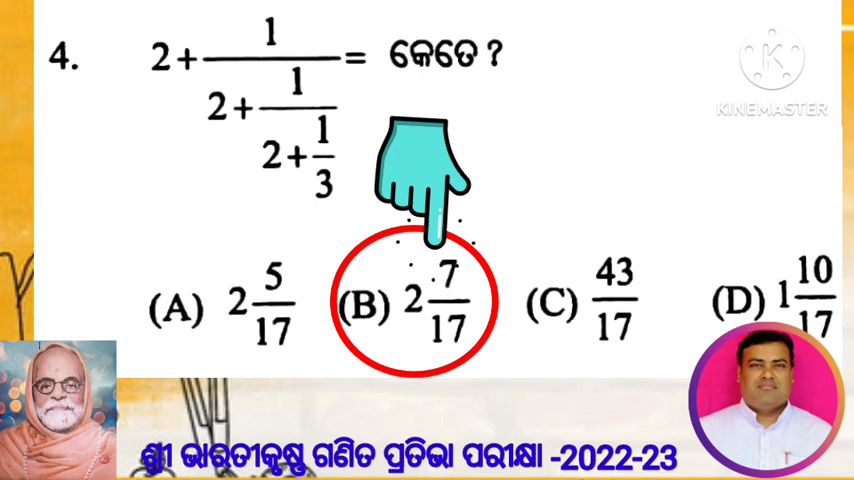 4. 2 + 1/(2 + 1/(2 + 1/3)) = କେତେ ?
KINEMASTER
(A) 2 5/17 (B) 2 7/17 (C) 43/17 (D) 1 10/17
ଶ୍ରୀ ଭାରତୀକୃଷ୍ଣ ଗଣିତ ପ୍ରତିଭା ପରୀକ୍ଷା -2022-23